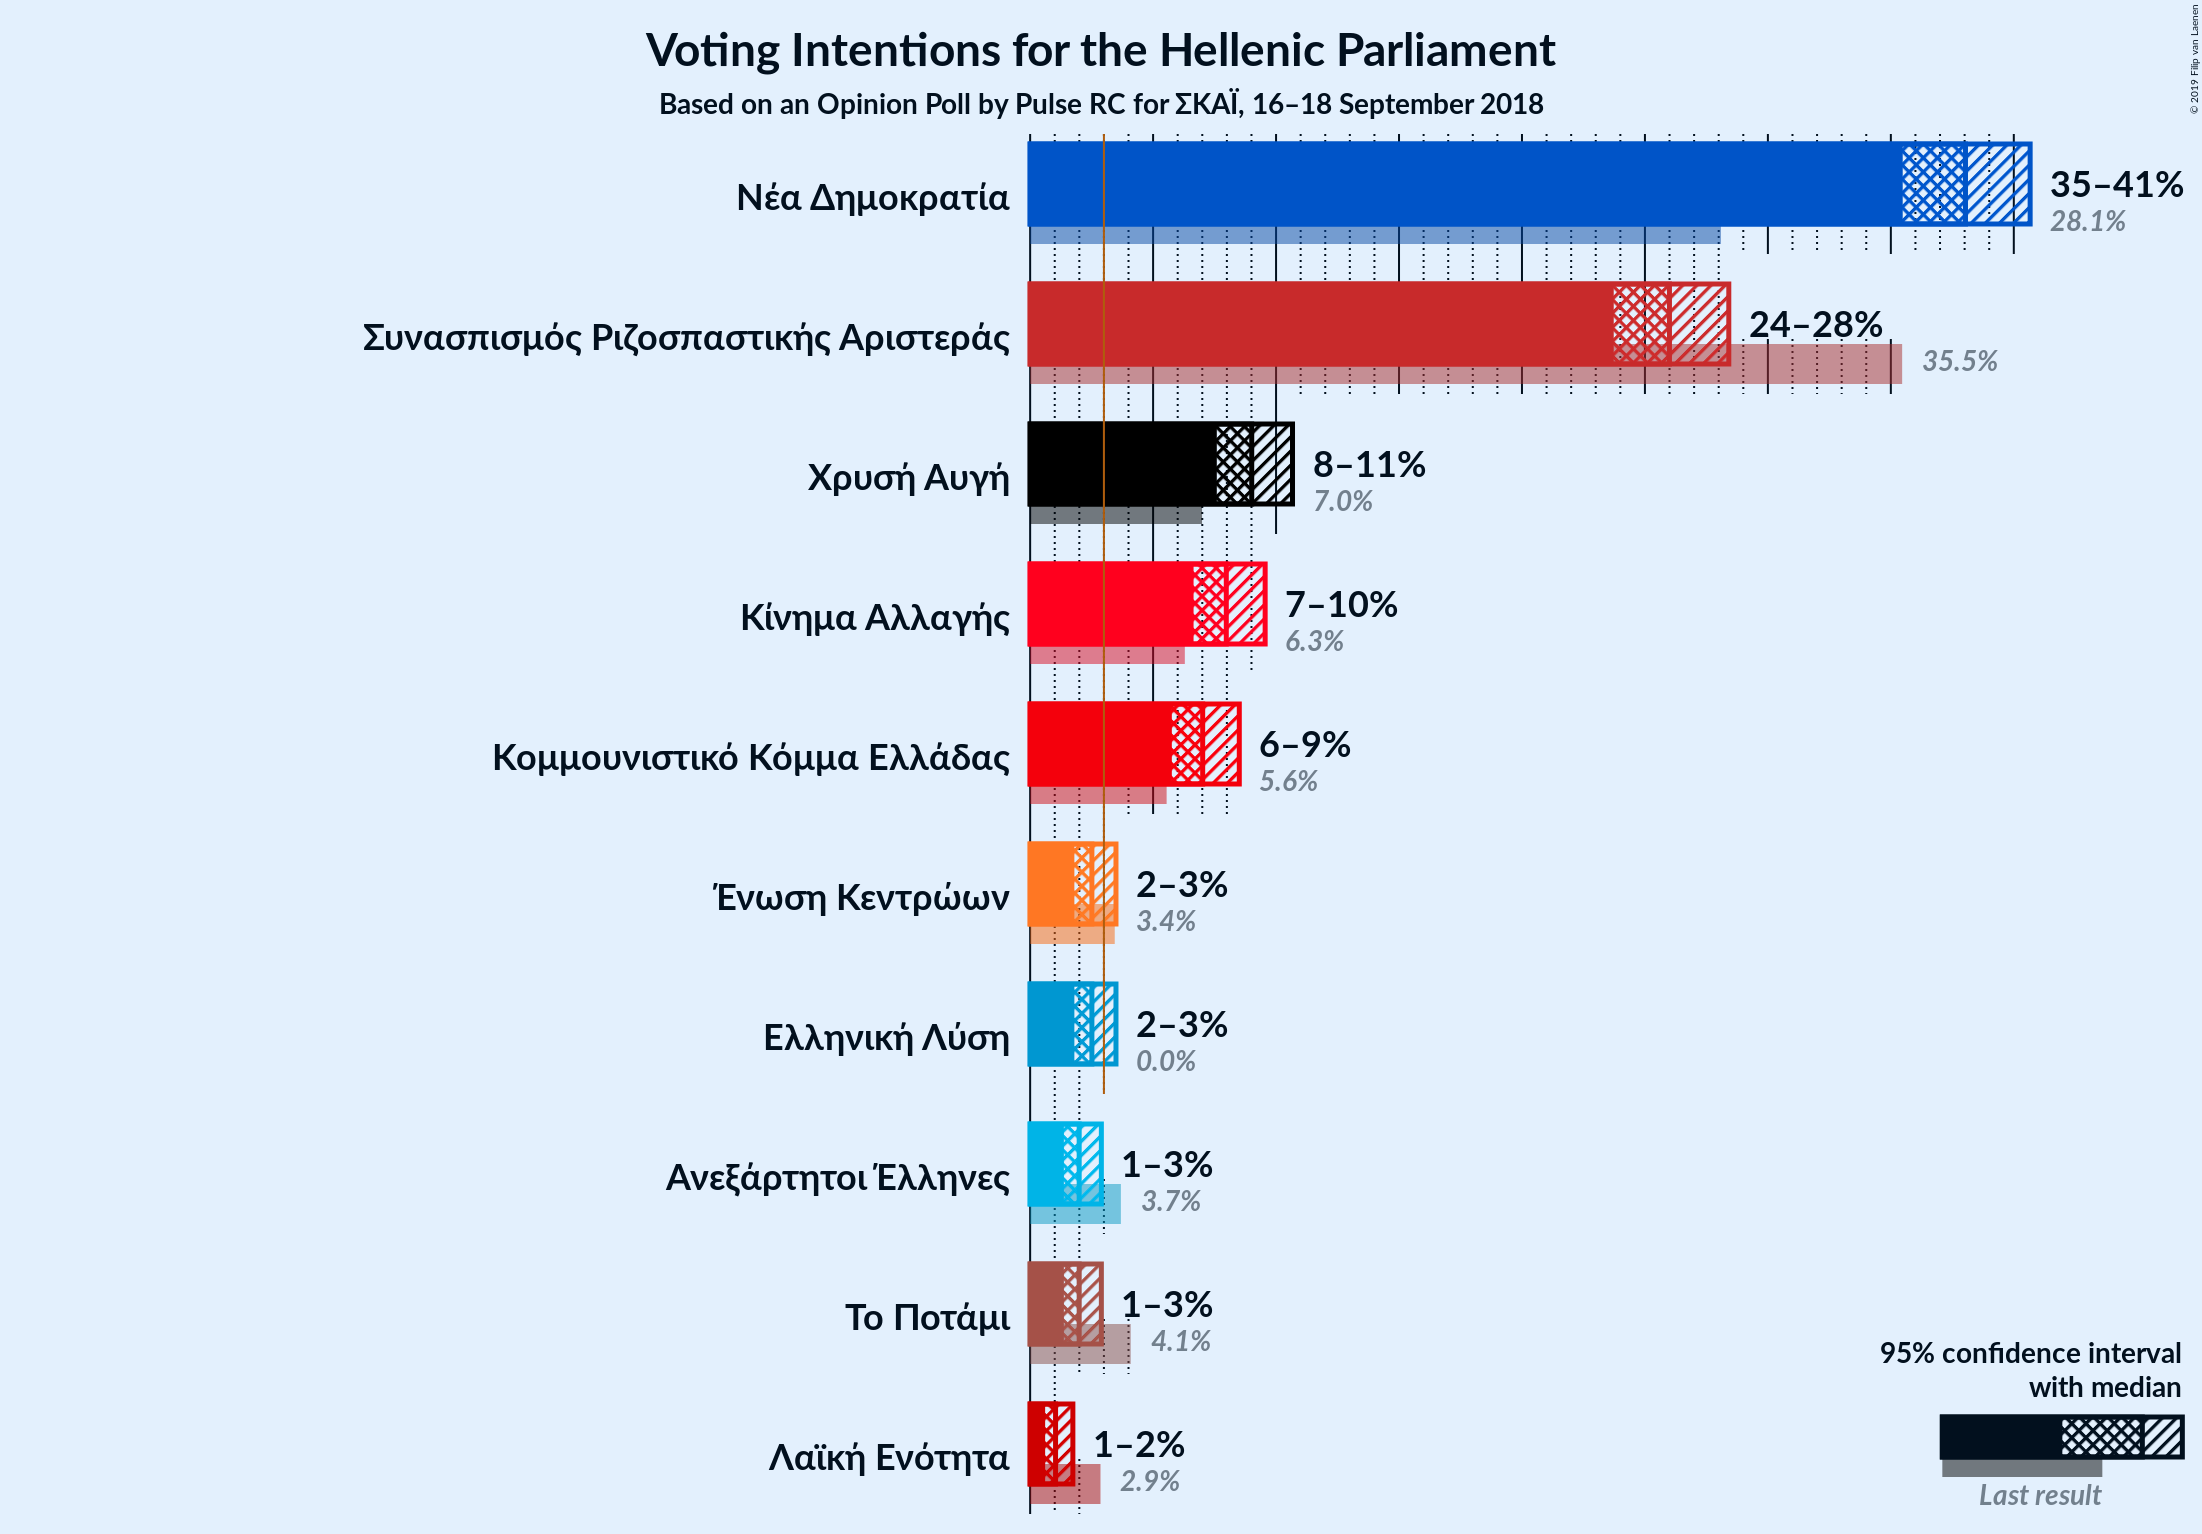 Voting Intentions for the Hellenic Parliament
Based on an Opinion Poll by Pulse RC for ΣΚΑΪ, 16–18 September 2018
© 2019 Filip van Laenen
Νέα Δημοκρατία
35–41%
28.1%
Συνασπισμός Ριζοσπαστικής Αριστεράς
24–28%
35.5%
Χρυσή Αυγή
8–11%
7.0%
Κίνημα Αλλαγής
7–10%
6.3%
Κομμουνιστικό Κόμμα Ελλάδας
6–9%
5.6%
Ένωση Κεντρώων
2–3%
3.4%
Ελληνική Λύση
2–3%
0.0%
Ανεξάρτητοι Έλληνες
1–3%
3.7%
Το Ποτάμι
1–3%
4.1%
Λαϊκή Ενότητα
1–2%
2.9%
95% confidence interval
with median
Last result